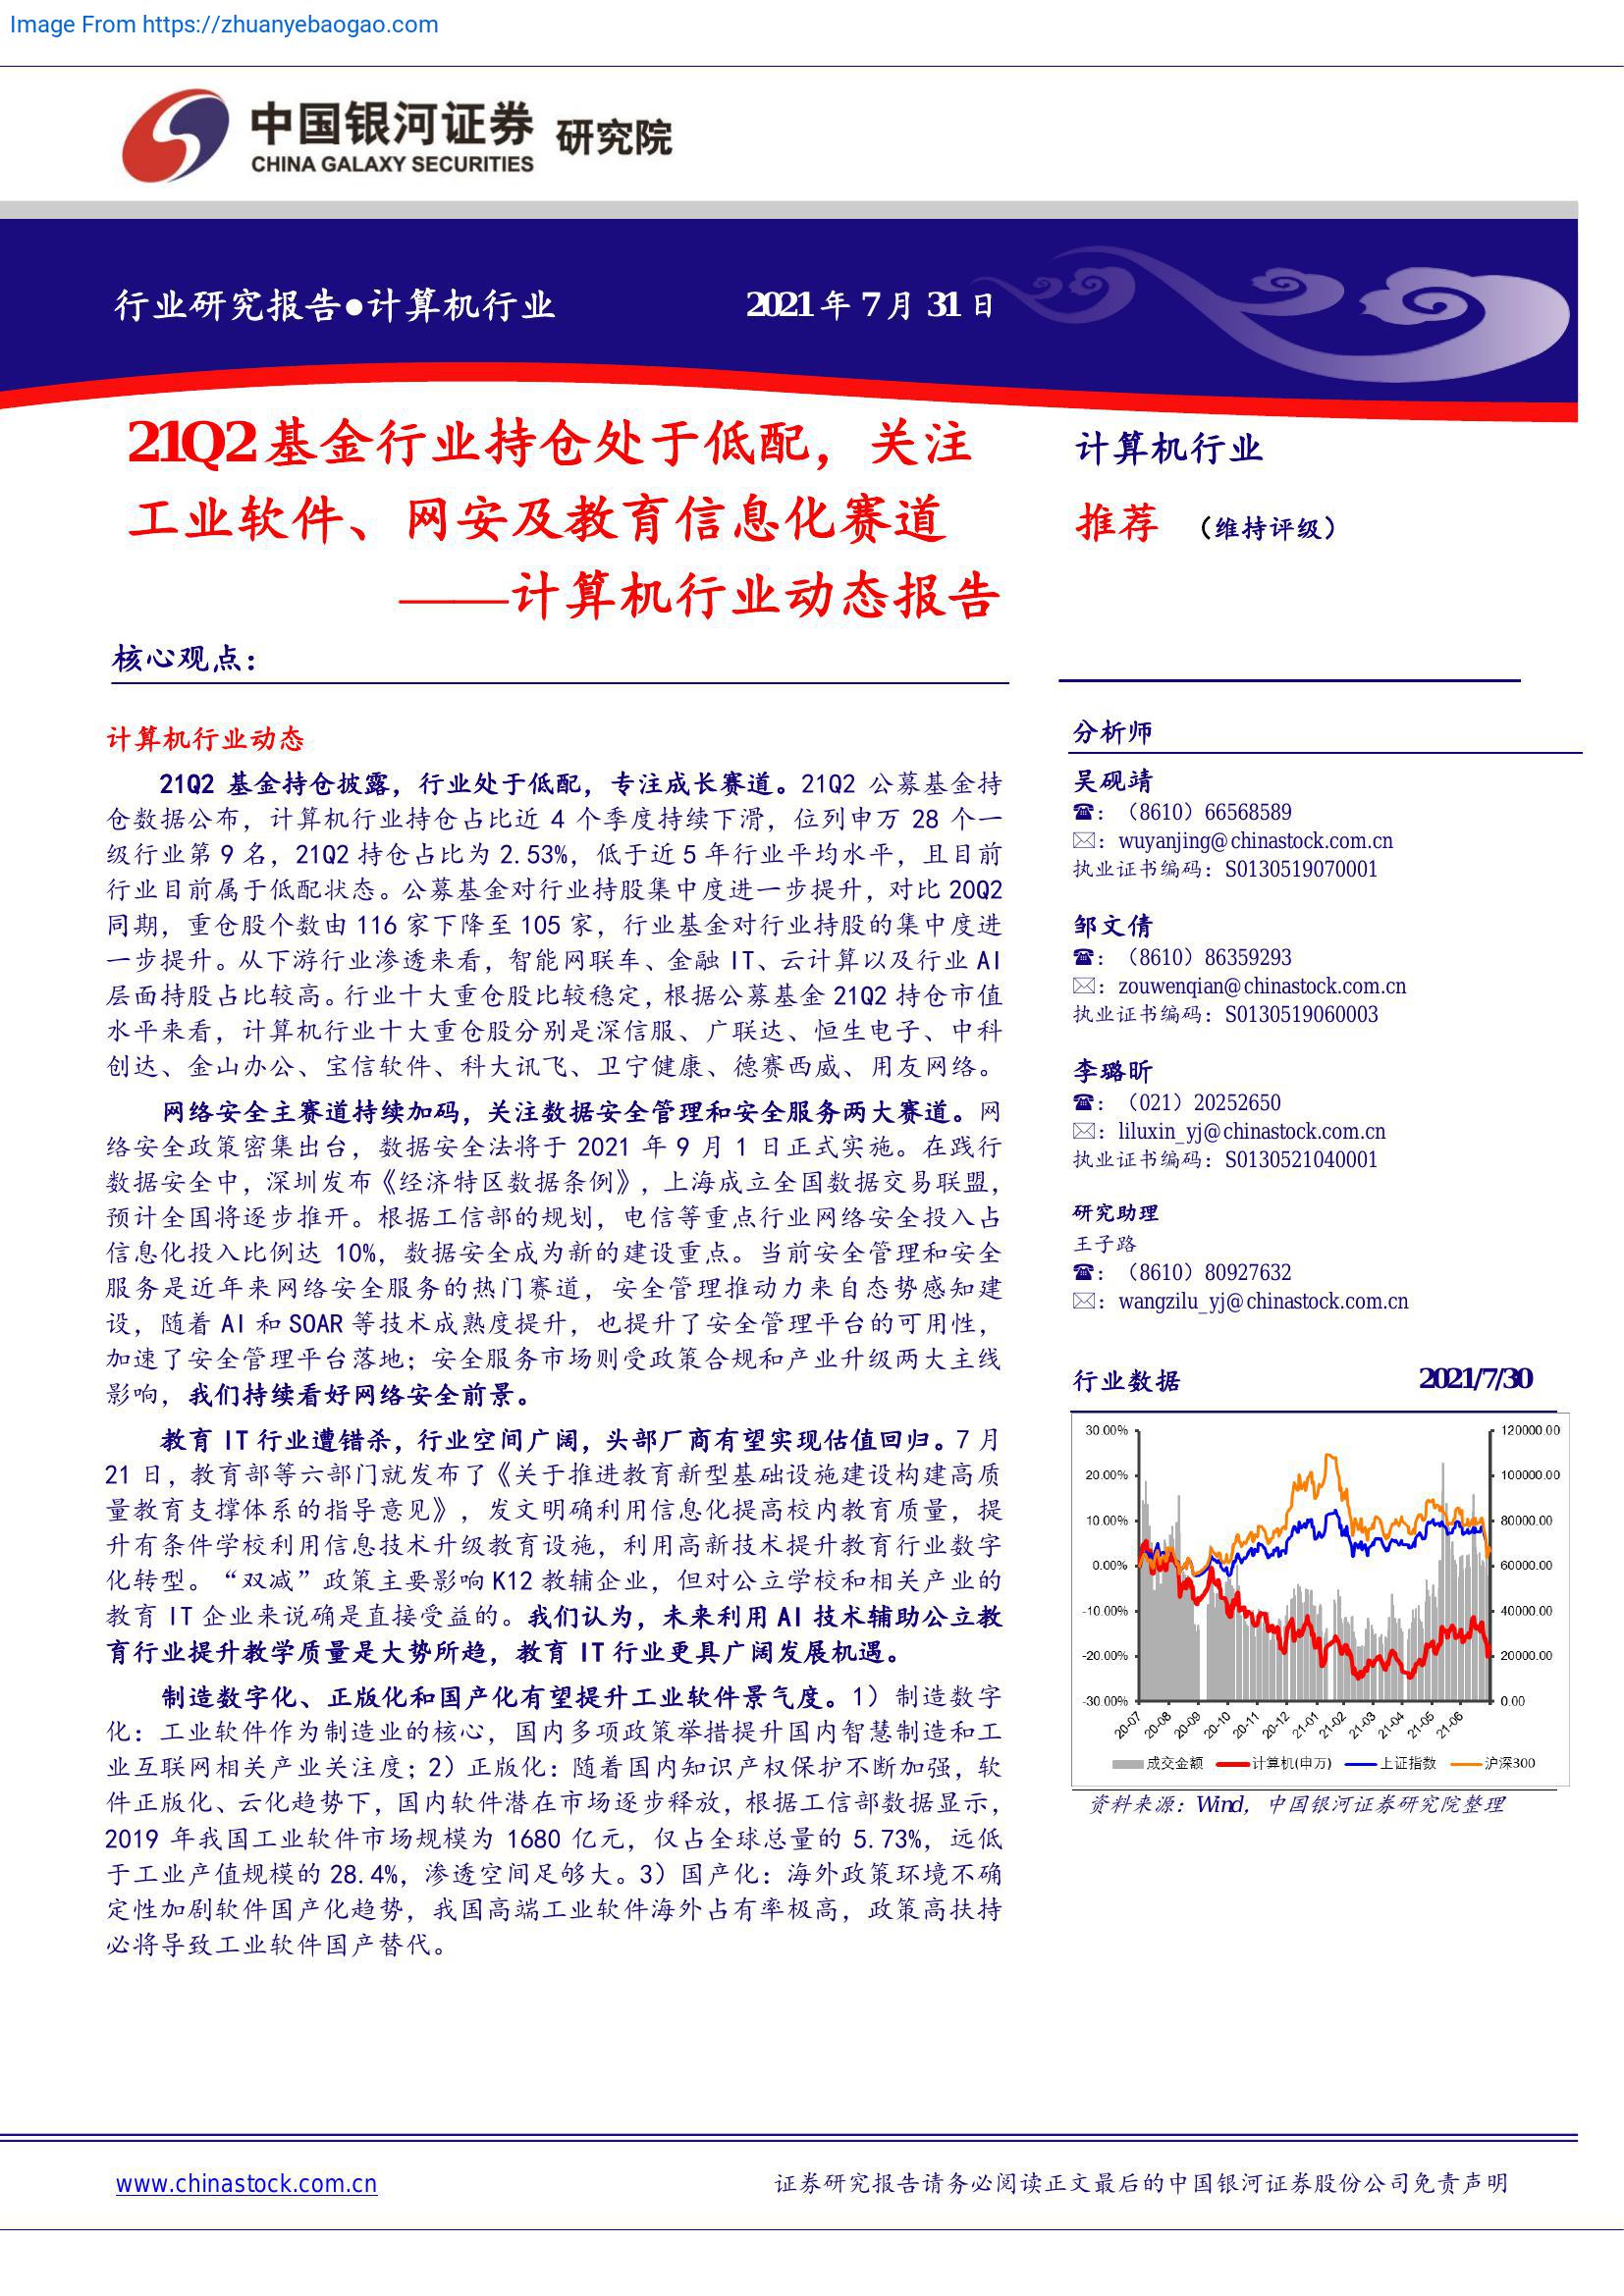 Image From https://zhuanyebaogao.com
中国银河证券 研究院
CHINA GALAXY SECURITIES
行业研究报告●计算机行业 2021年7月31日
21Q2基金行业持仓处于低配，关注
工业软件、网安及教育信息化赛道
——计算机行业动态报告
核心观点：
计算机行业动态
21Q2 基金持仓披露，行业处于低配，专注成长赛道。21Q2 公募基金持
仓数据公布，计算机行业持仓占比近 4 个季度持续下滑，位列申万 28 个一
级行业第 9 名，21Q2 持仓占比为 2.53%，低于近 5 年行业平均水平，且目前
行业目前属于低配状态。公募基金对行业持股集中度进一步提升，对比 20Q2
同期，重仓股个数由 116 家下降至 105 家，行业基金对行业持股的集中度进
一步提升。从下游行业渗透来看，智能网联车、金融 IT、云计算以及行业 AI
层面持股占比较高。行业十大重仓股比较稳定，根据公募基金 21Q2 持仓市值
水平来看，计算机行业十大重仓股分别是深信服、广联达、恒生电子、中科
创达、金山办公、宝信软件、科大讯飞、卫宁健康、德赛西威、用友网络。
网络安全主赛道持续加码，关注数据安全管理和安全服务两大赛道。网
络安全政策密集出台，数据安全法将于 2021 年 9 月 1 日正式实施。在践行
数据安全中，深圳发布《经济特区数据条例》，上海成立全国数据交易联盟，
预计全国将逐步推开。根据工信部的规划，电信等重点行业网络安全投入占
信息化投入比例达 10%，数据安全成为新的建设重点。当前安全管理和安全
服务是近年来网络安全服务的热门赛道，安全管理推动力来自态势感知建
设，随着 AI 和 SOAR 等技术成熟度提升，也提升了安全管理平台的可用性，
加速了安全管理平台落地；安全服务市场则受政策合规和产业升级两大主线
影响，我们持续看好网络安全前景。
教育 IT 行业遭错杀，行业空间广阔，头部厂商有望实现估值回归。7 月
21 日，教育部等六部门就发布了《关于推进教育新型基础设施建设构建高质
量教育支撑体系的指导意见》，发文明确利用信息化提高校内教育质量，提
升有条件学校利用信息技术升级教育设施，利用高新技术提升教育行业数字
化转型。“双减”政策主要影响 K12 教辅企业，但对公立学校和相关产业的
教育 IT 企业来说确是直接受益的。我们认为，未来利用 AI 技术辅助公立教
育行业提升教学质量是大势所趋，教育 IT 行业更具广阔发展机遇。
制造数字化、正版化和国产化有望提升工业软件景气度。1）制造数字
化：工业软件作为制造业的核心，国内多项政策举措提升国内智慧制造和工
业互联网相关产业关注度；2）正版化：随着国内知识产权保护不断加强，软
件正版化、云化趋势下，国内软件潜在市场逐步释放，根据工信部数据显示，
2019 年我国工业软件市场规模为 1680 亿元，仅占全球总量的 5.73%，远低
于工业产值规模的 28.4%，渗透空间足够大。3）国产化：海外政策环境不确
定性加剧软件国产化趋势，我国高端工业软件海外占有率极高，政策高扶持
必将导致工业软件国产替代。
计算机行业
推荐 （维持评级）
分析师
吴砚靖
☎：（8610）66568589
✉：wuyanjing@chinastock.com.cn
执业证书编码：S0130519070001
邹文倩
☎：（8610）86359293
✉：zouwenqian@chinastock.com.cn
执业证书编码：S0130519060003
李璐昕
☎：（021）20252650
✉：liluxin_yj@chinastock.com.cn
执业证书编码：S0130521040001
研究助理
王子路
☎：（8610）80927632
✉：wangzilu_yj@chinastock.com.cn
行业数据 2021/7/30
30.00% 120000.00
20.00% 100000.00
10.00% 80000.00
0.00% 60000.00
-10.00% 40000.00
-20.00% 20000.00
-30.00% 0.00
20-07 20-08 20-09 20-10 20-11 20-12 21-01 21-02 21-03 21-04 21-05 21-06
成交金额 计算机(申万) 上证指数 沪深300
资料来源：Wind，中国银河证券研究院整理
www.chinastock.com.cn 证券研究报告请务必阅读正文最后的中国银河证券股份公司免责声明